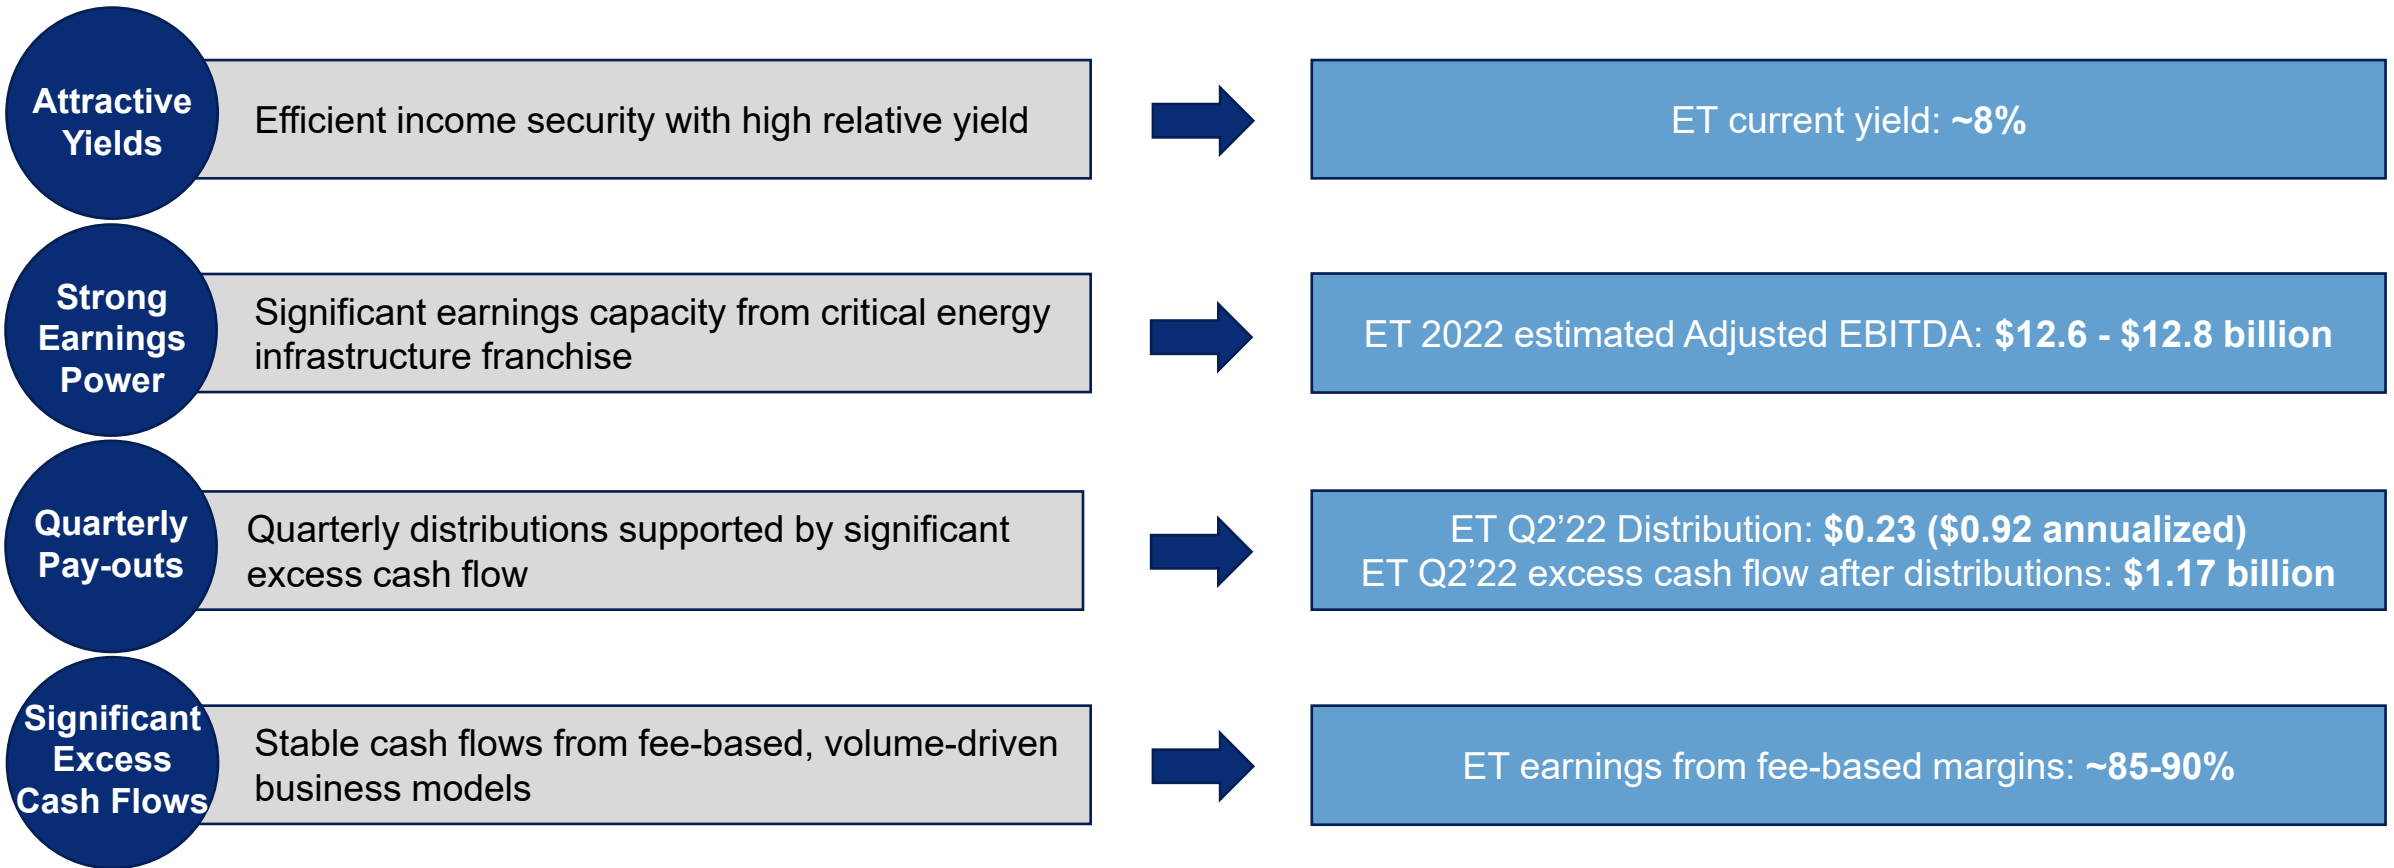 Attractive
Yields
Efficient income security with high relative yield
ET current yield: ~8%
Strong
Earnings
Power
Significant earnings capacity from critical energy
infrastructure franchise
ET 2022 estimated Adjusted EBITDA: $12.6 - $12.8 billion
Quarterly
Pay-outs
Quarterly distributions supported by significant
excess cash flow
ET Q2’22 Distribution: $0.23 ($0.92 annualized)
ET Q2’22 excess cash flow after distributions: $1.17 billion
Significant
Excess
Cash Flows
Stable cash flows from fee-based, volume-driven
business models
ET earnings from fee-based margins: ~85-90%